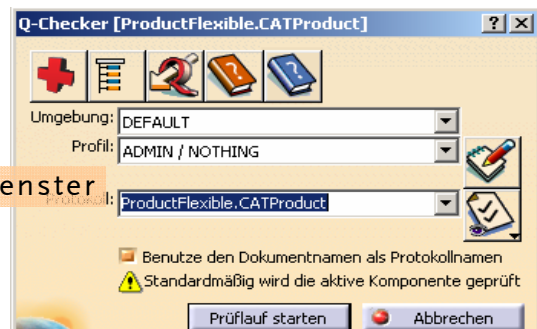 Q-Checker [ProductFlexible.CATProduct]
Umgebung: DEFAULT
Profil: ADMIN / NOTHING
enster
Protokoll: ProductFlexible.CATProduct
Benutze den Dokumentnamen als Protokollnamen
Standardmäßig wird die aktive Komponente geprüft
Prüflauf starten Abbrechen